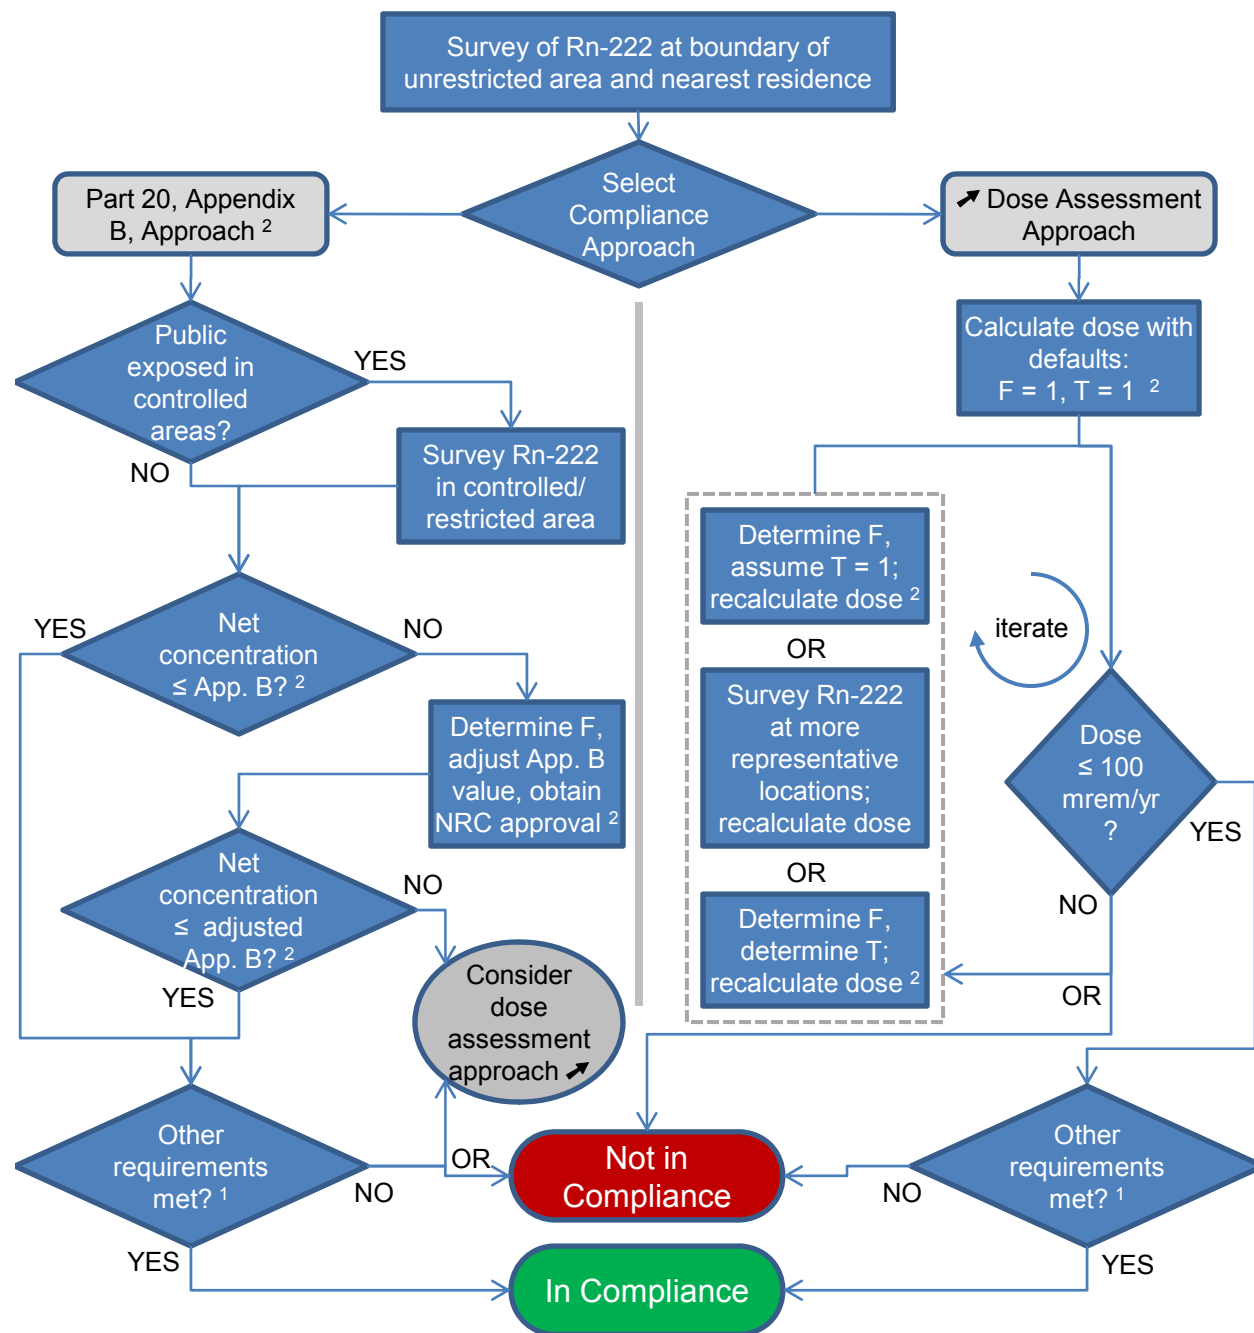 Survey of Rn-222 at boundary of
unrestricted area and nearest residence
Select
Compliance
Approach
Part 20, Appendix
B, Approach 2
Dose Assessment
Approach
Public
exposed in
controlled
areas?
YES
NO
Survey Rn-222
in controlled/
restricted area
Net
concentration
≤ App. B? 2
YES
NO
Determine F,
adjust App. B
value, obtain
NRC approval 2
Net
concentration
≤ adjusted
App. B? 2
NO
YES
Consider
dose
assessment
approach
Other
requirements
met? 1
NO
OR
YES
Calculate dose with
defaults:
F = 1, T = 1 2
Determine F,
assume T = 1;
recalculate dose 2
OR
Survey Rn-222
at more
representative
locations;
recalculate dose
OR
Determine F,
determine T;
recalculate dose 2
iterate
Dose
≤ 100
mrem/yr
?
YES
NO
OR
Other
requirements
met? 1
NO
YES
Not in
Compliance
In Compliance